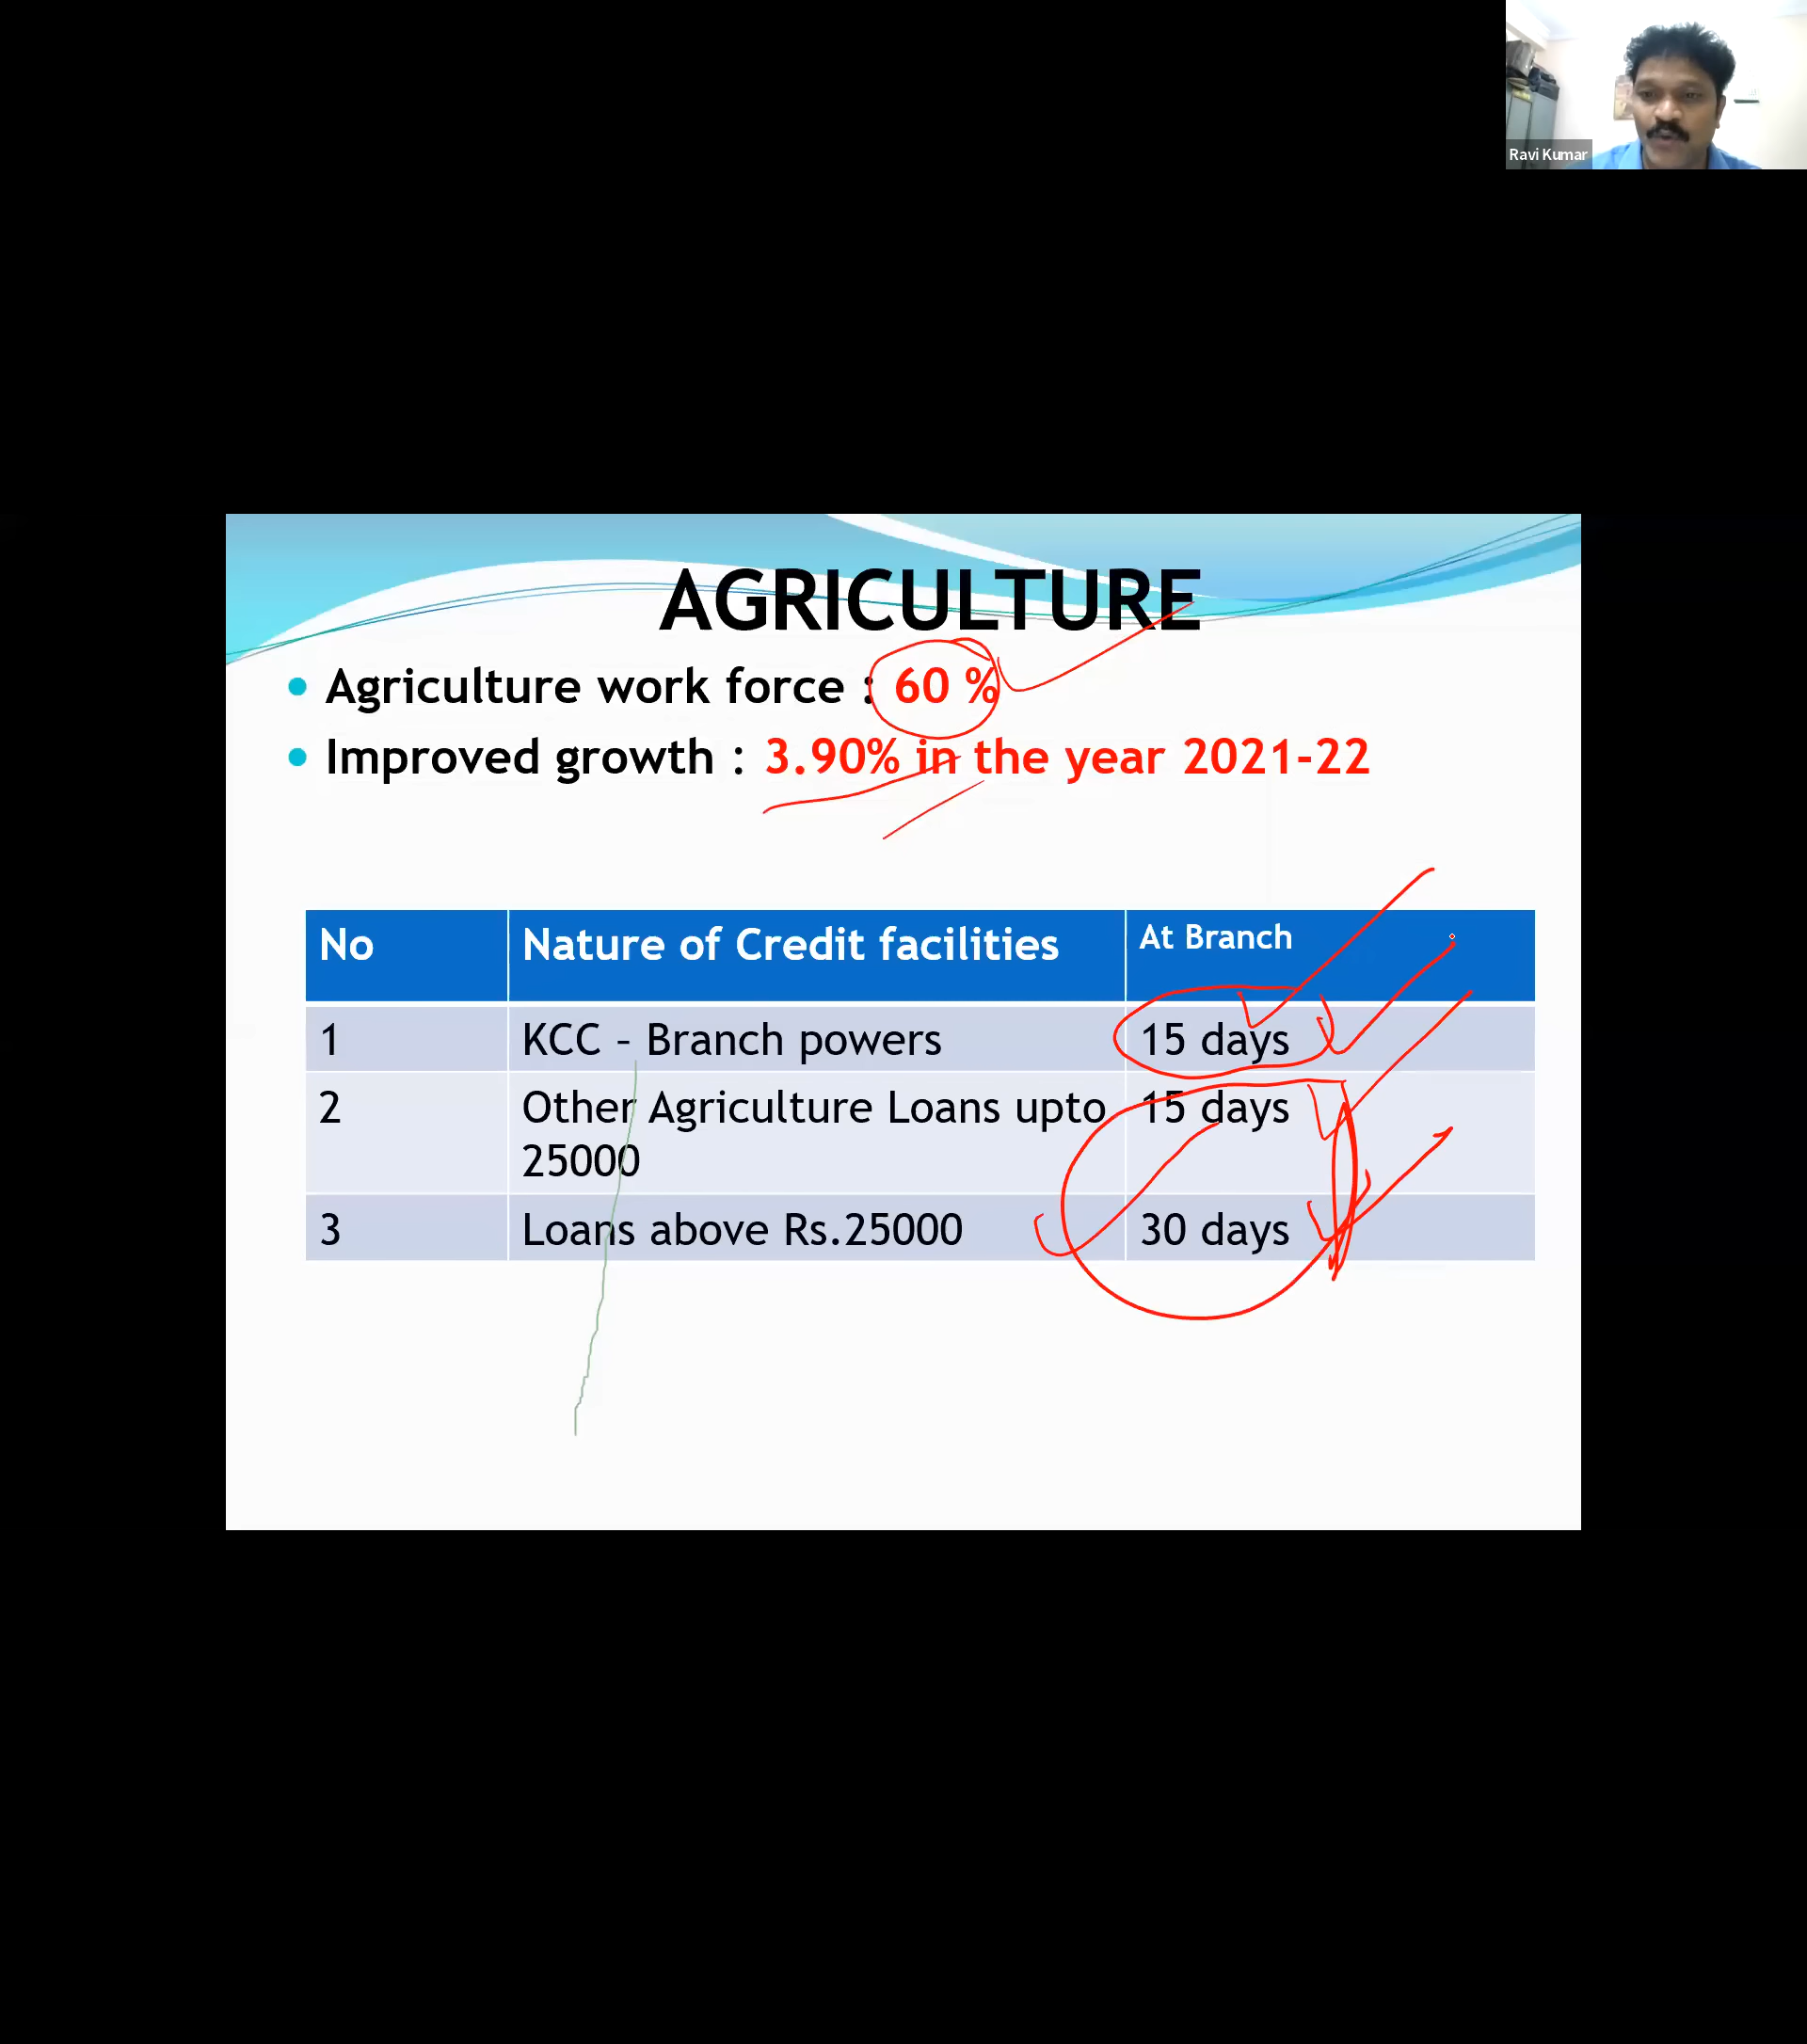 Ravi Kumar
AGRICULTURE
Agriculture work force : 60 %
Improved growth : 3.90% in the year 2021-22
No Nature of Credit facilities At Branch
1 KCC – Branch powers 15 days
2 Other Agriculture Loans upto 15 days
25000
3 Loans above Rs.25000 30 days